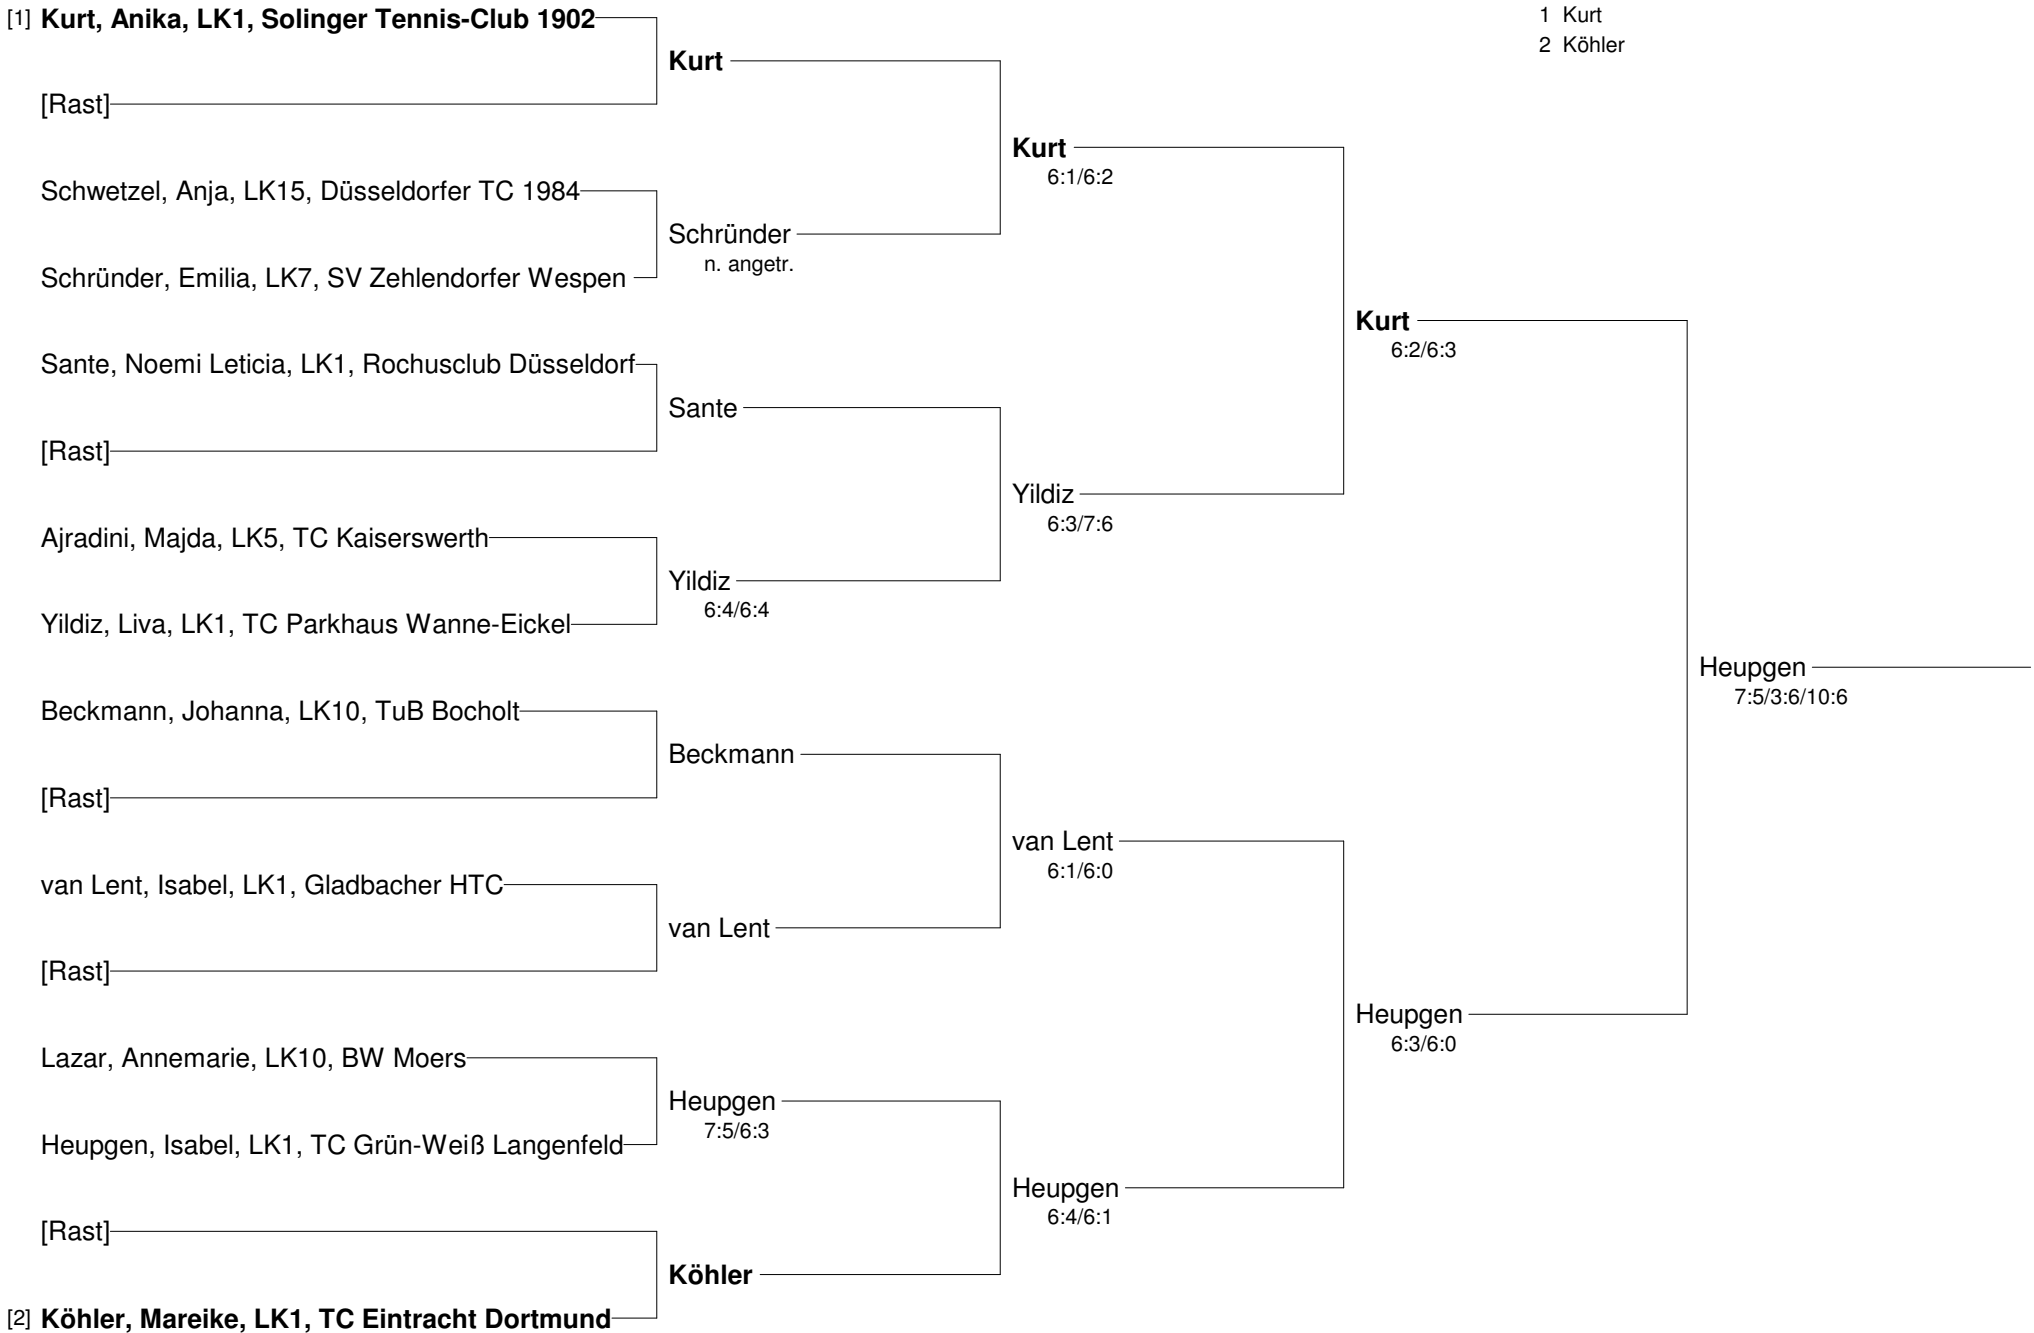 [1] Kurt, Anika, LK1, Solinger Tennis-Club 1902
[Rast]
Schwetzel, Anja, LK15, Düsseldorfer TC 1984
Schründer, Emilia, LK7, SV Zehlendorfer Wespen
Sante, Noemi Leticia, LK1, Rochusclub Düsseldorf
[Rast]
Ajradini, Majda, LK5, TC Kaiserswerth
Yildiz, Liva, LK1, TC Parkhaus Wanne-Eickel
Beckmann, Johanna, LK10, TuB Bocholt
[Rast]
van Lent, Isabel, LK1, Gladbacher HTC
[Rast]
Lazar, Annemarie, LK10, BW Moers
Heupgen, Isabel, LK1, TC Grün-Weiß Langenfeld
[Rast]
[2] Köhler, Mareike, LK1, TC Eintracht Dortmund
Kurt
Schründer
n. angetr.
Sante
Yildiz
6:4/6:4
Beckmann
van Lent
Heupgen
7:5/6:3
Köhler
Kurt
6:1/6:2
Yildiz
6:3/7:6
van Lent
6:1/6:0
Heupgen
6:4/6:1
Kurt
6:2/6:3
Heupgen
6:3/6:0
Heupgen
7:5/3:6/10:6
1 Kurt
2 Köhler